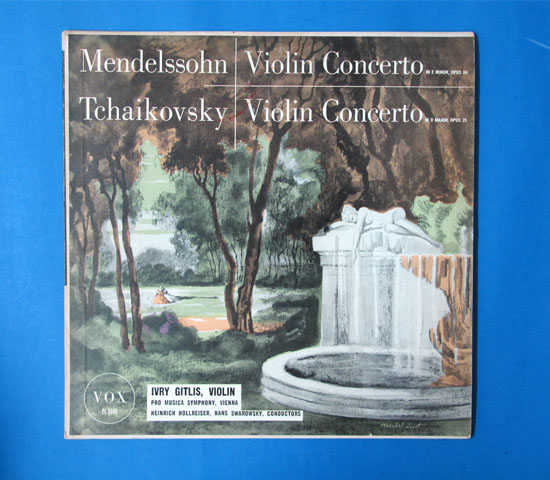 Mendelssohn Violin Concerto IN E MINOR, OPUS 64
Tchaikovsky Violin Concerto IN D MAJOR, OPUS 35
VOX
IVRY GITLIS, VIOLIN
PRO MUSICA SYMPHONY, VIENNA
HEINRICH HOLLREISER, HANS SWAROWSKY, CONDUCTORS